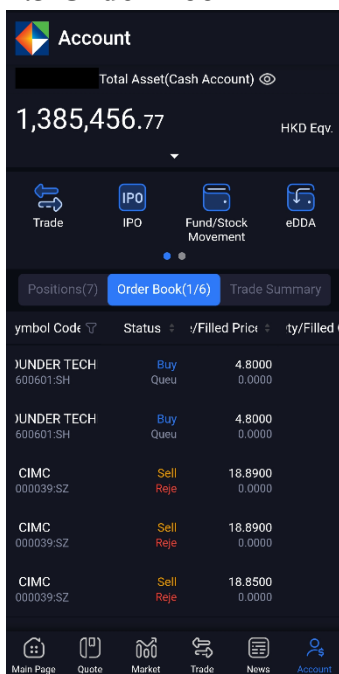 Account
Total Asset(Cash Account)
1,385,456.77 HKD Eqv.
IPO
Trade IPO Fund/Stock Movement eDDA
Positions(7) Order Book(1/6) Trade Summary
ymbol Code Status :/Filled Price :ty/Filled
OUNDER TECH Buy 4.8000
600601:SH Queu 0.0000
OUNDER TECH Buy 4.8000
600601:SH Queu 0.0000
CIMC Sell 18.8900
000039:SZ Reje 0.0000
CIMC Sell 18.8900
000039:SZ Reje 0.0000
CIMC Sell 18.8500
000039:SZ Reje 0.0000
Main Page Quote Market Trade News Account